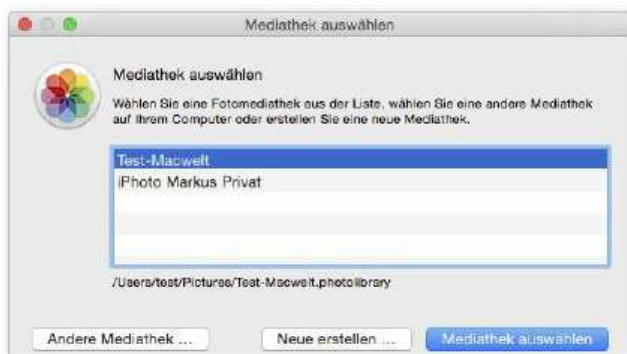 Mediathek auswählen
Mediathek auswählen
Wählen Sie eine Fotomediathek aus der Liste, wählen Sie eine andere Mediathek
auf Ihrem Computer oder erstellen Sie eine neue Mediathek.
Test-Macwelt
iPhoto Markus Privat
/Users/test/Pictures/Test-Macwelt.photolibrary
Andere Mediathek ... Neue erstellen ... Mediathek auswählen